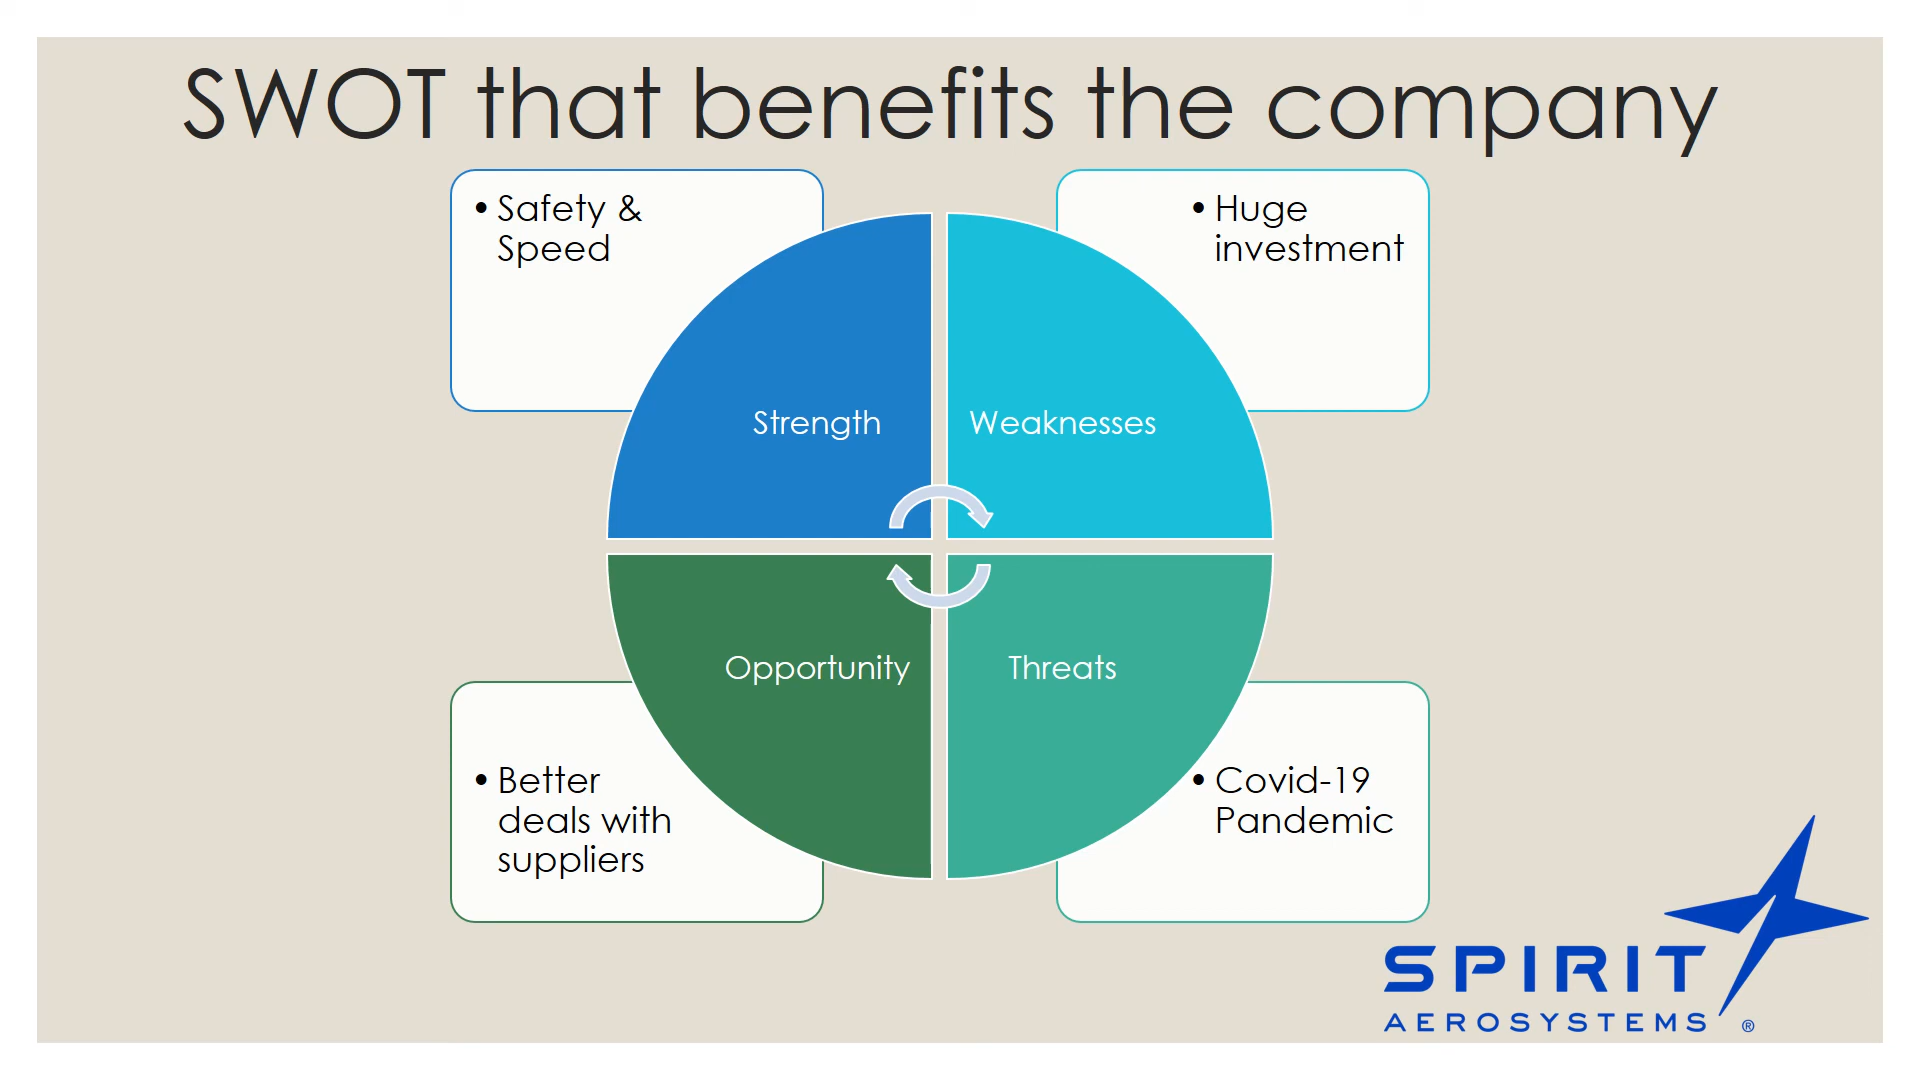 SWOT that benefits the company
• Safety &
Speed
• Huge
investment
Strength
Weaknesses
Opportunity
Threats
• Better
deals with
suppliers
• Covid-19
Pandemic
SPIRIT
AEROSYSTEMS ®